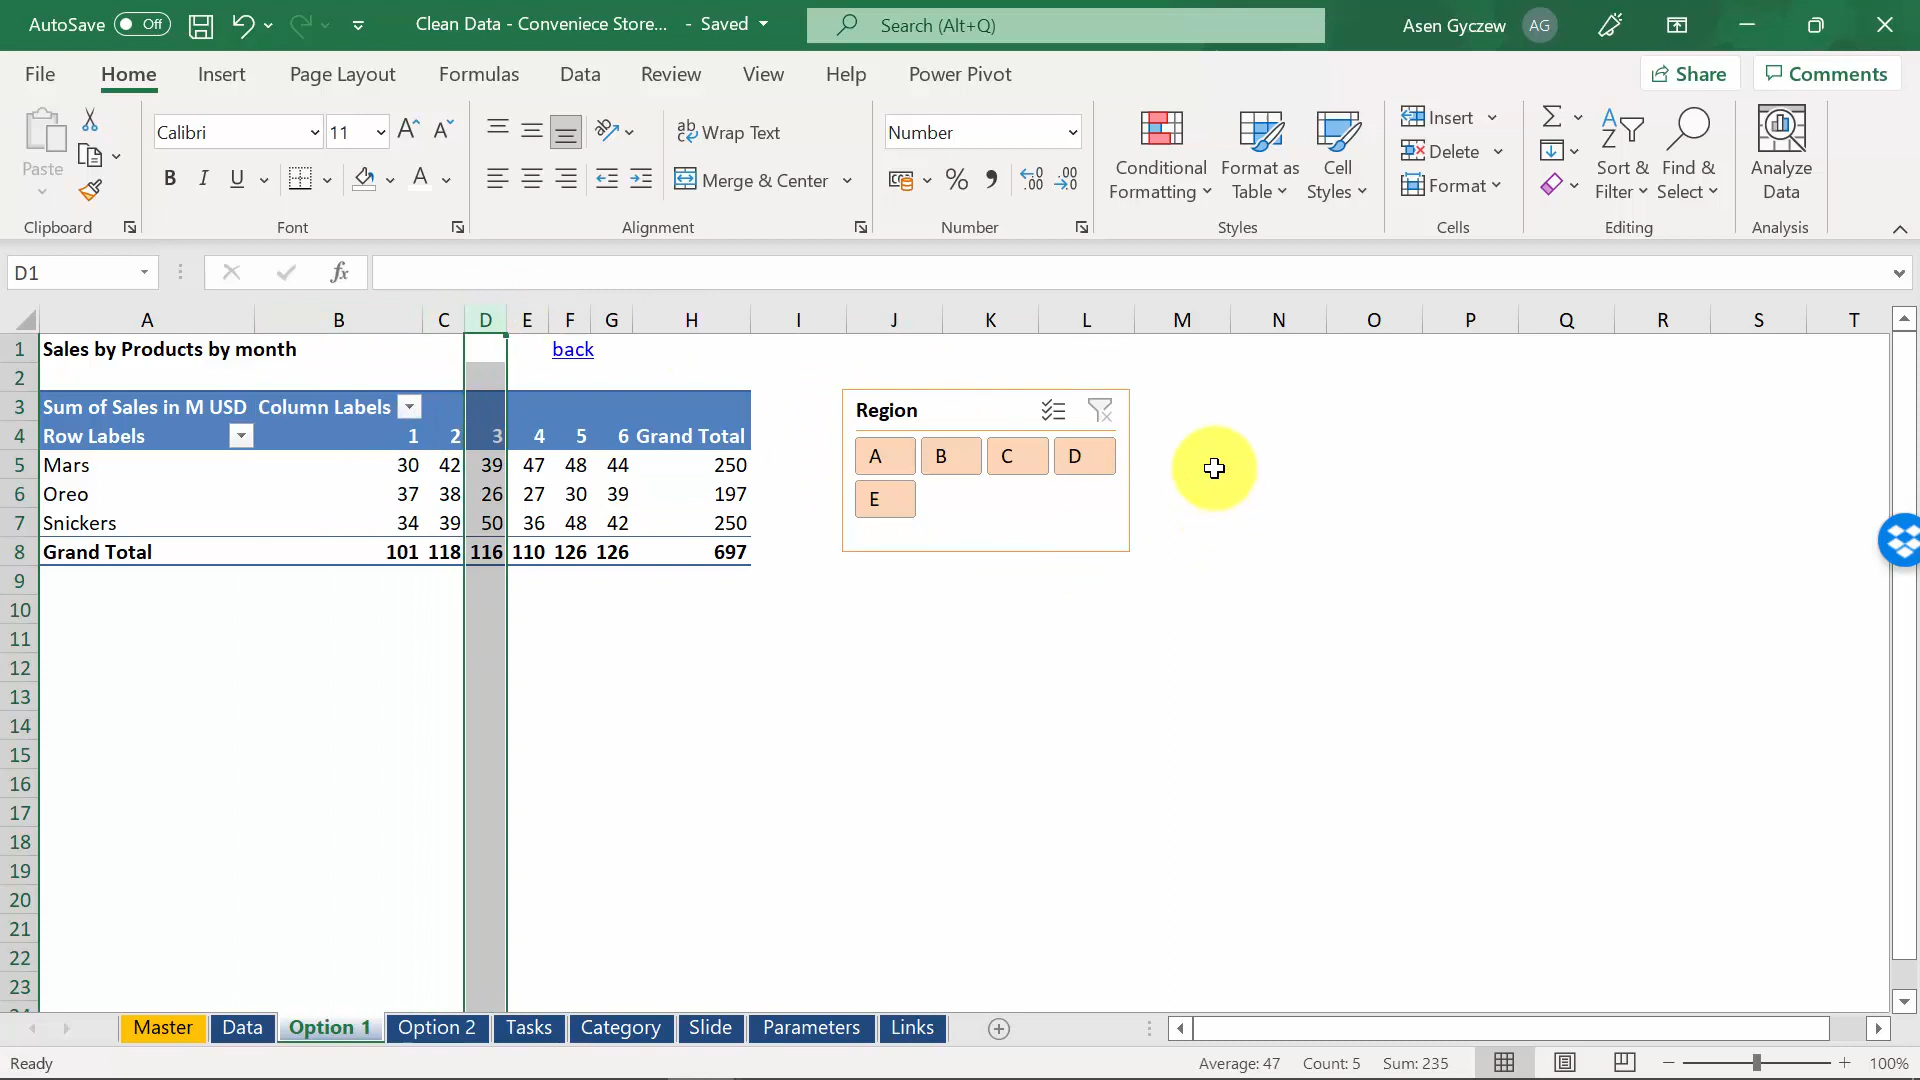 AutoSave Off Clean Data - Conveniece Store... - Saved Search (Alt+Q) Asen Gyczew AG
File Home Insert Page Layout Formulas Data Review View Help Power Pivot Share Comments
Paste Calibri 11 Wrap Text Number Conditional Formatting Format as Table Cell Styles Insert Sort & Filter Find & Select Analyze Data
B I U A Merge & Center % Delete
Format
Clipboard Font Alignment Number Styles Cells Editing Analysis
D1 fx
A B C D E F G H I J K L M N O P Q R S T
1 Sales by Products by month back
2
3 Sum of Sales in M USD Column Labels Region
4 Row Labels 1 2 3 4 5 6 Grand Total A B C D
5 Mars 30 42 39 47 48 44 250
6 Oreo 37 38 26 27 30 39 197 E
7 Snickers 34 39 50 36 48 42 250
8 Grand Total 101 118 116 110 126 126 697
9
10
11
12
13
14
15
16
17
18
19
20
21
22
23
Master Data Option 1 Option 2 Tasks Category Slide Parameters Links
Ready Average: 47 Count: 5 Sum: 235 100%